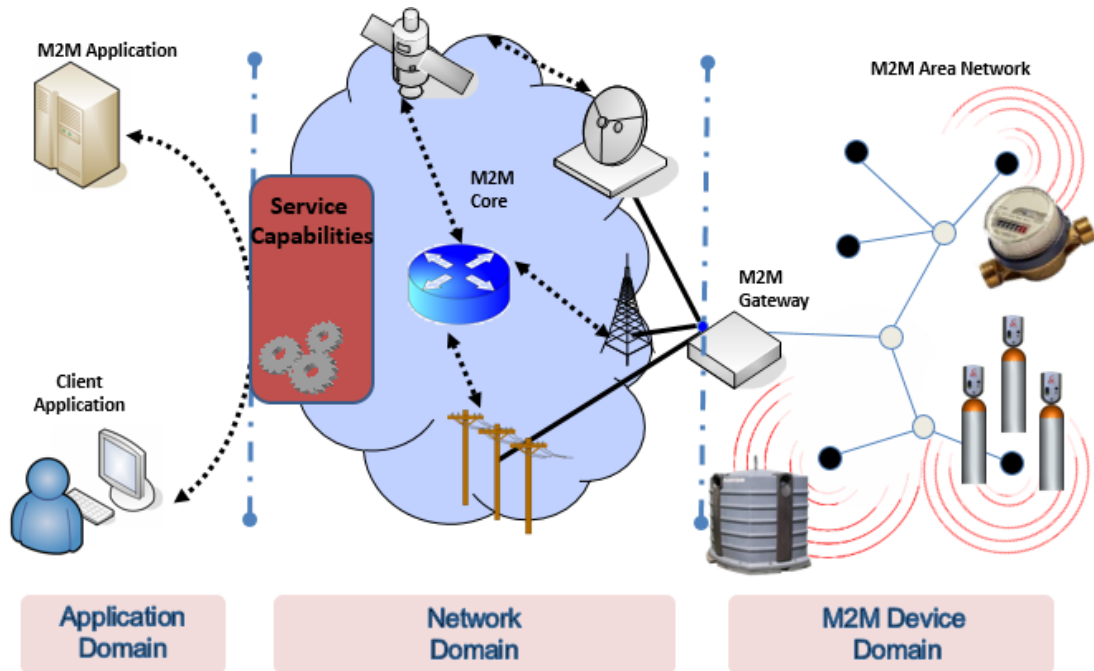 M2M Application
Client
Application
Service
Capabilities
M2M
Core
M2M
Gateway
M2M Area Network
Application
Domain
Network
Domain
M2M Device
Domain